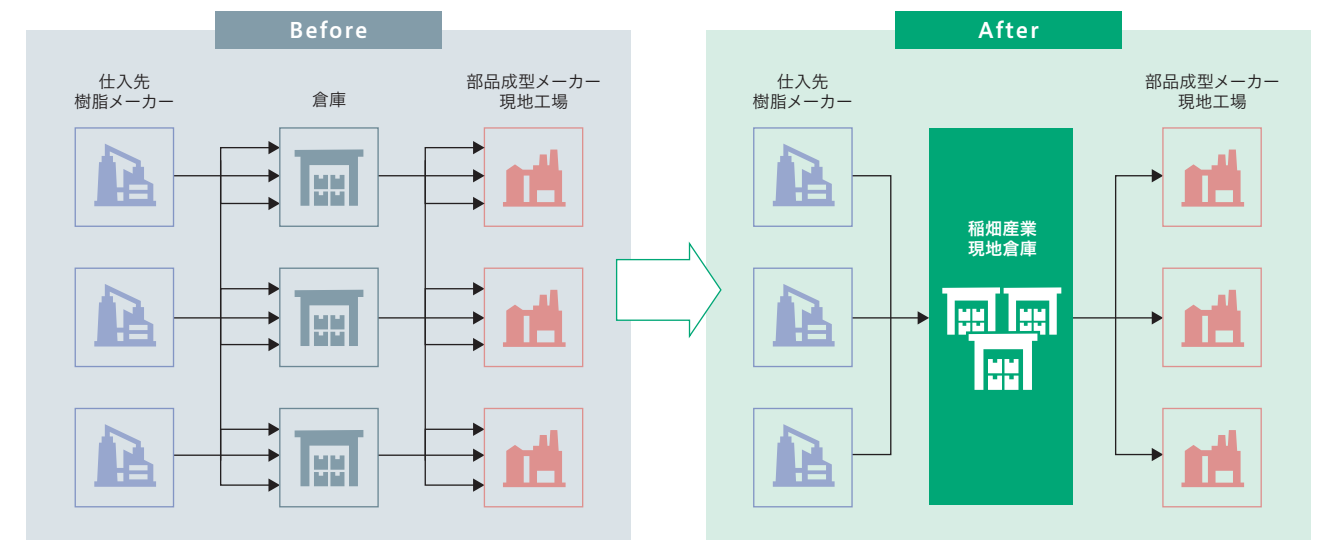 Before
仕入先
樹脂メーカー
倉庫
部品成型メーカー
現地工場
After
仕入先
樹脂メーカー
稲畑産業
現地倉庫
部品成型メーカー
現地工場